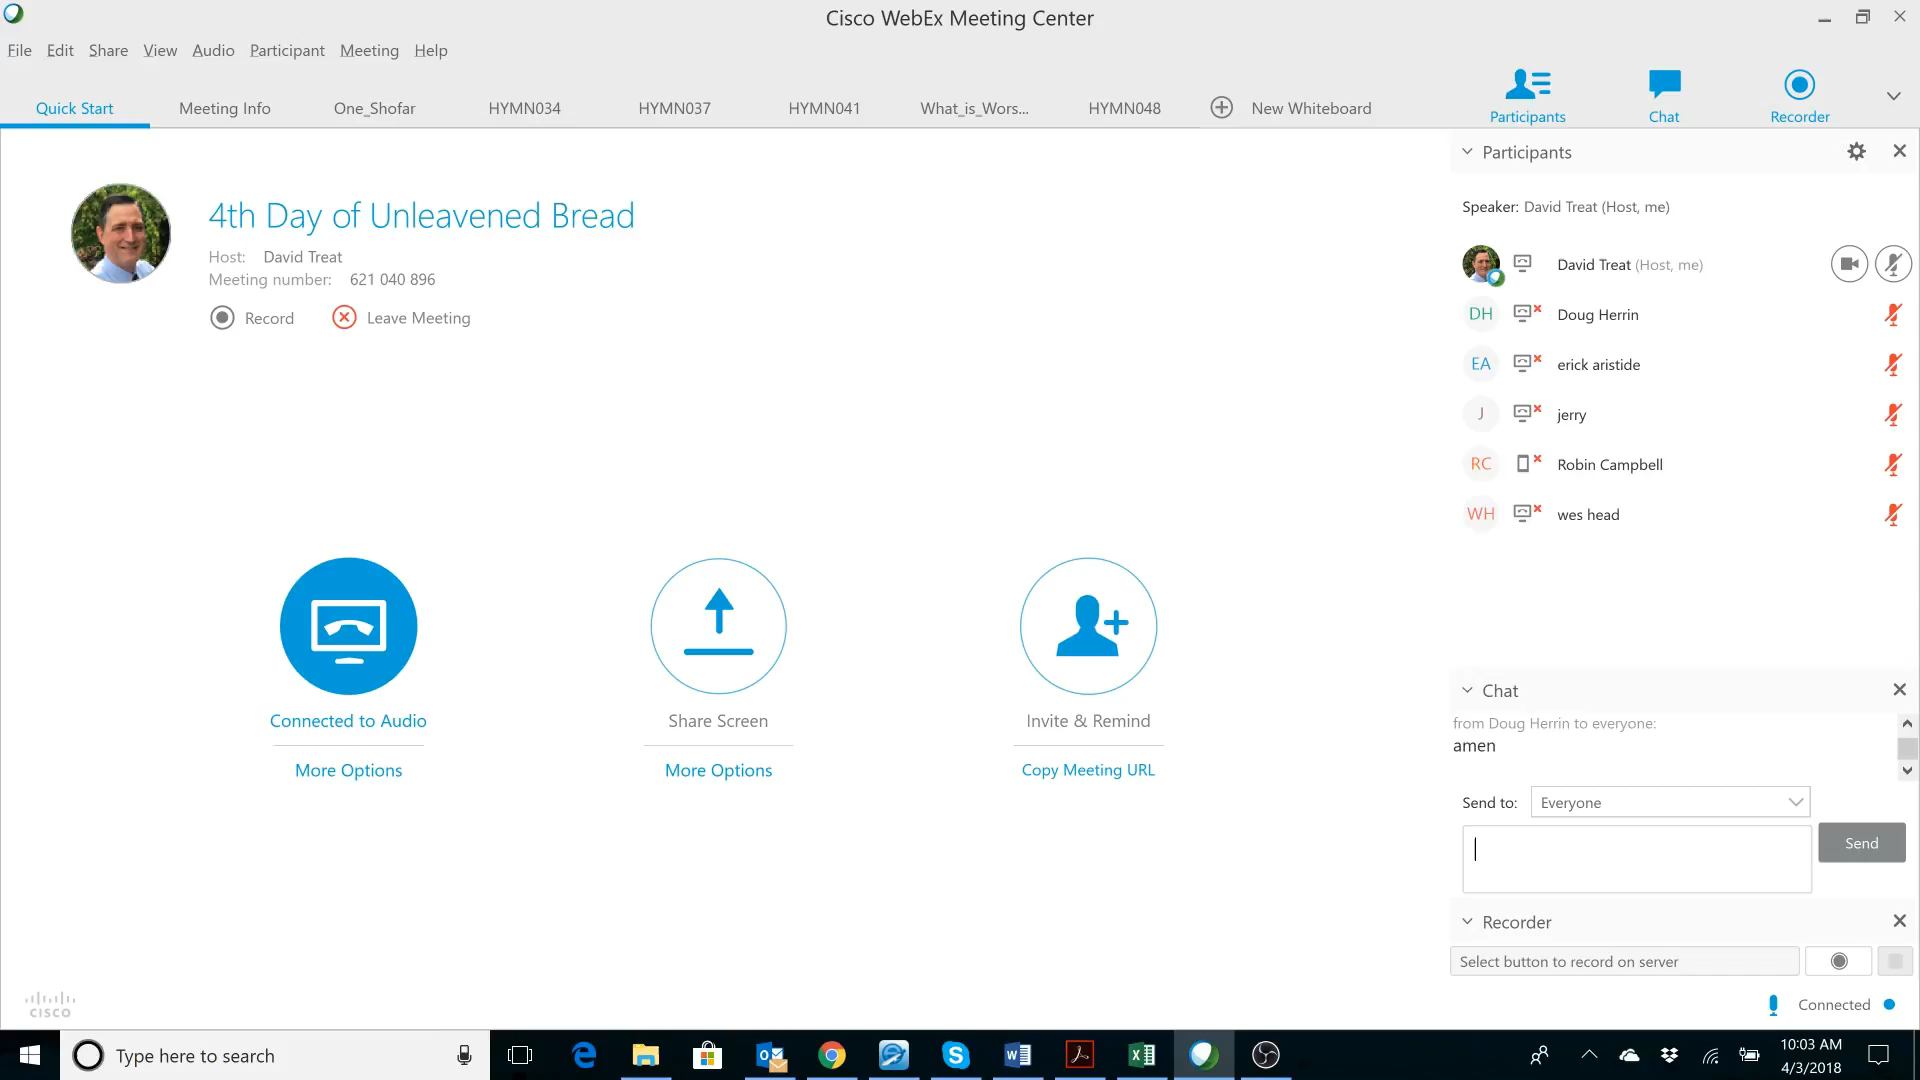 Cisco WebEx Meeting Center
File Edit Share View Audio Participant Meeting Help
Quick Start Meeting Info One_Shofar HYMN034 HYMN037 HYMN041 What_is_Wors... HYMN048 New Whiteboard
Participants Chat Recorder
4th Day of Unleavened Bread
Host: David Treat
Meeting number: 621 040 896
Record Leave Meeting
Connected to Audio
More Options
Share Screen
More Options
Invite & Remind
Copy Meeting URL
Participants
Speaker: David Treat (Host, me)
David Treat (Host, me)
DH Doug Herrin
EA erick aristide
J jerry
RC Robin Campbell
WH wes head
Chat
from Doug Herrin to everyone:
amen
Send to: Everyone
Send
Recorder
Select button to record on server
Connected
CISCO
Type here to search
10:03 AM
4/3/2018